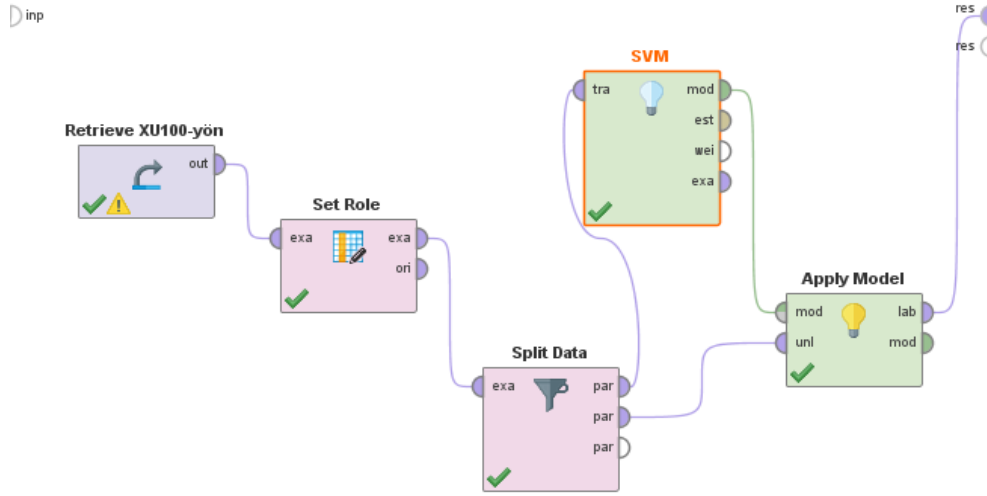 inp
res
res
SVM
tra
mod
est
wei
exa
Retrieve XU100-yön
out
Set Role
exa
exa
ori
Apply Model
mod
lab
unl
mod
Split Data
exa
par
par
par